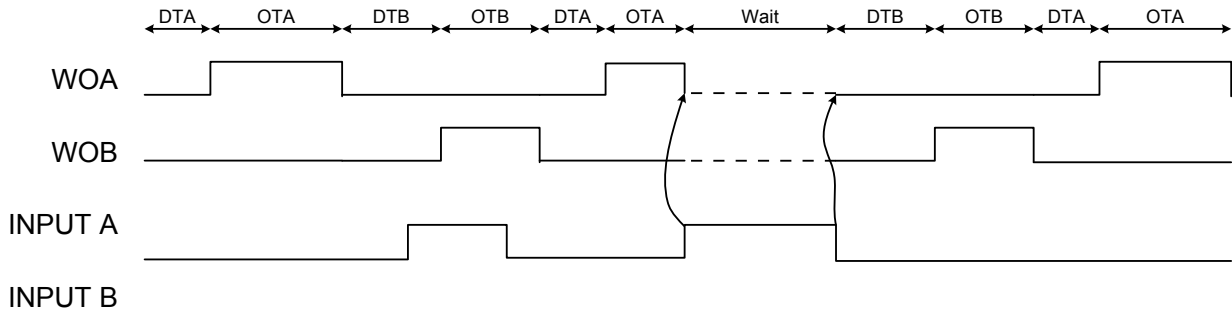 DTA OTA DTB OTB DTA OTA Wait DTB OTB DTA OTA
WOA
WOB
INPUT A
INPUT B